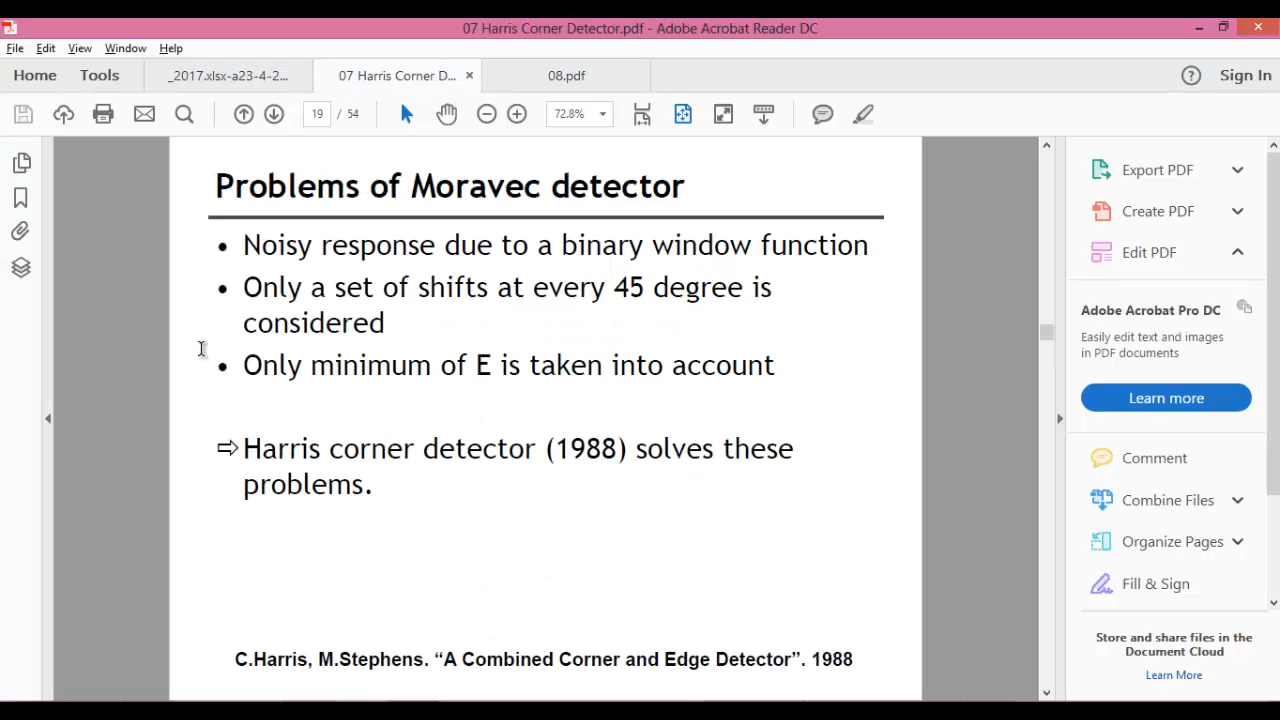 07 Harris Corner Detector.pdf - Adobe Acrobat Reader DC
File Edit View Window Help
Home Tools _2017.xlsx-a23-4-2... 07 Harris Corner D... × 08.pdf ? Sign In
19 / 54 72.8%
Problems of Moravec detector
• Noisy response due to a binary window function
• Only a set of shifts at every 45 degree is
considered
• Only minimum of E is taken into account
⇨ Harris corner detector (1988) solves these
problems.
C.Harris, M.Stephens. “A Combined Corner and Edge Detector”. 1988
Export PDF
Create PDF
Edit PDF
Adobe Acrobat Pro DC
Easily edit text and images
in PDF documents
Learn more
Comment
Combine Files
Organize Pages
Fill & Sign
Store and share files in the
Document Cloud
Learn More